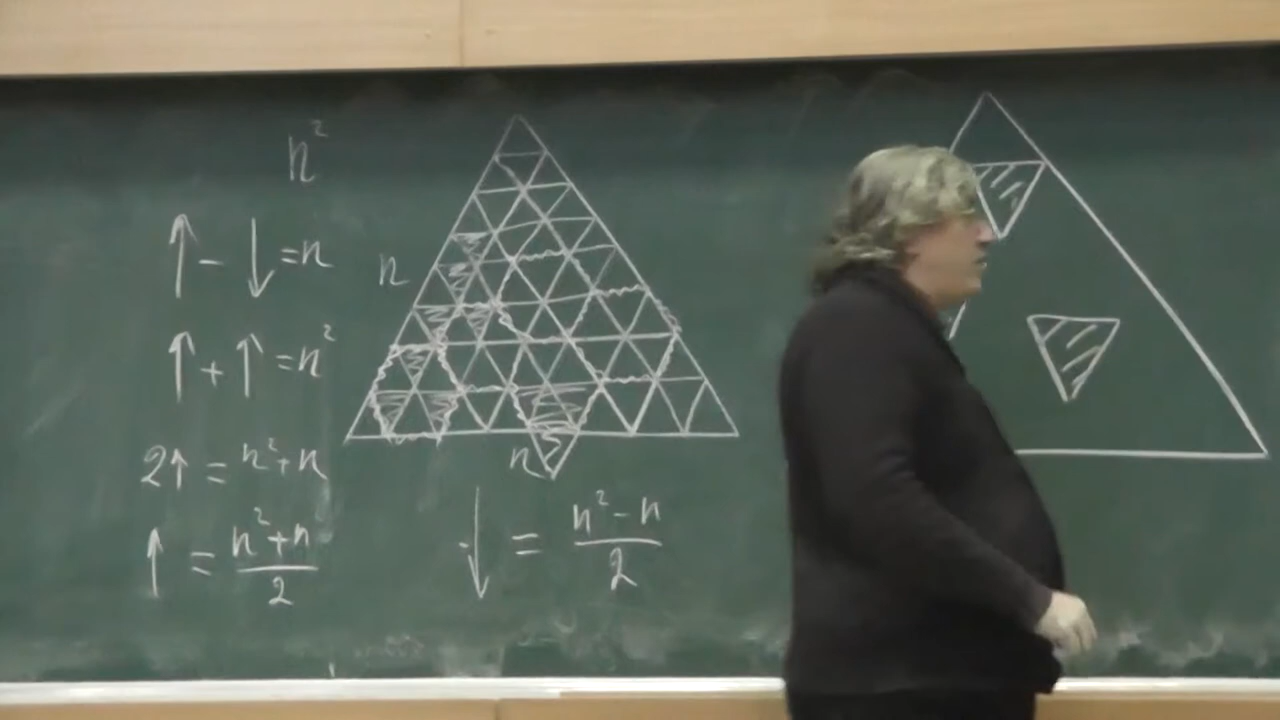 n²
↑ - ↓ = n
n
↑ + ↑ = n²
2↑ = n² + n
n
↑ = (n² + n)/2
↓ = (n² - n)/2